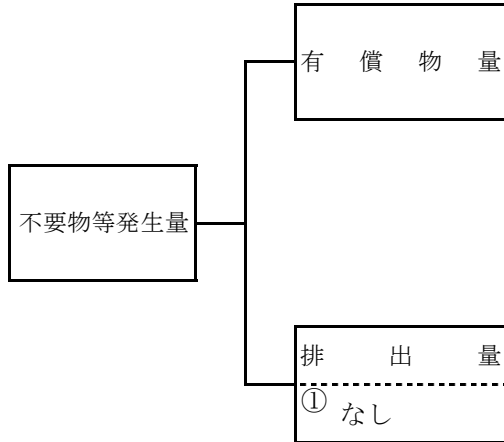 有償物量
不要物等発生量
排出量
① なし